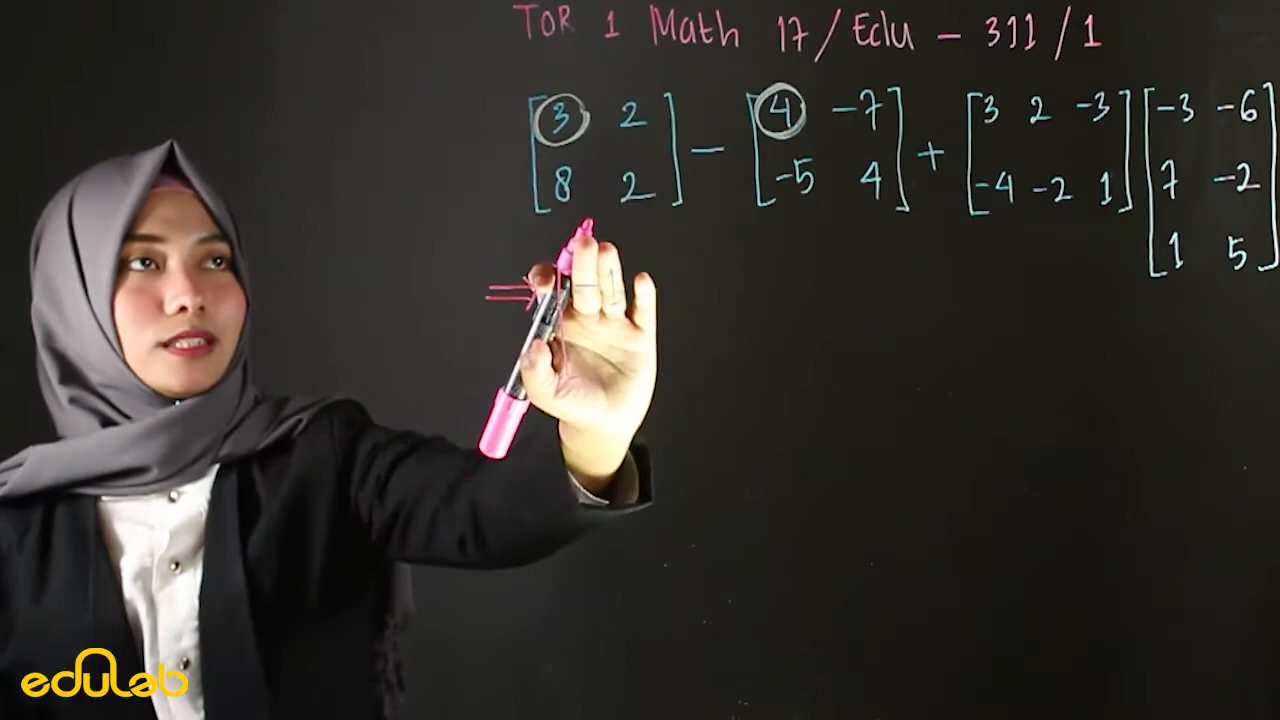 TOR 1 Math 17/Edu - 311/1
[3 2] - [4 -7] + [3 2 -3] [-3 -6]
[8 2] [-5 4] [-4 -2 1] [7 -2]
[1 5]
-1
edulab